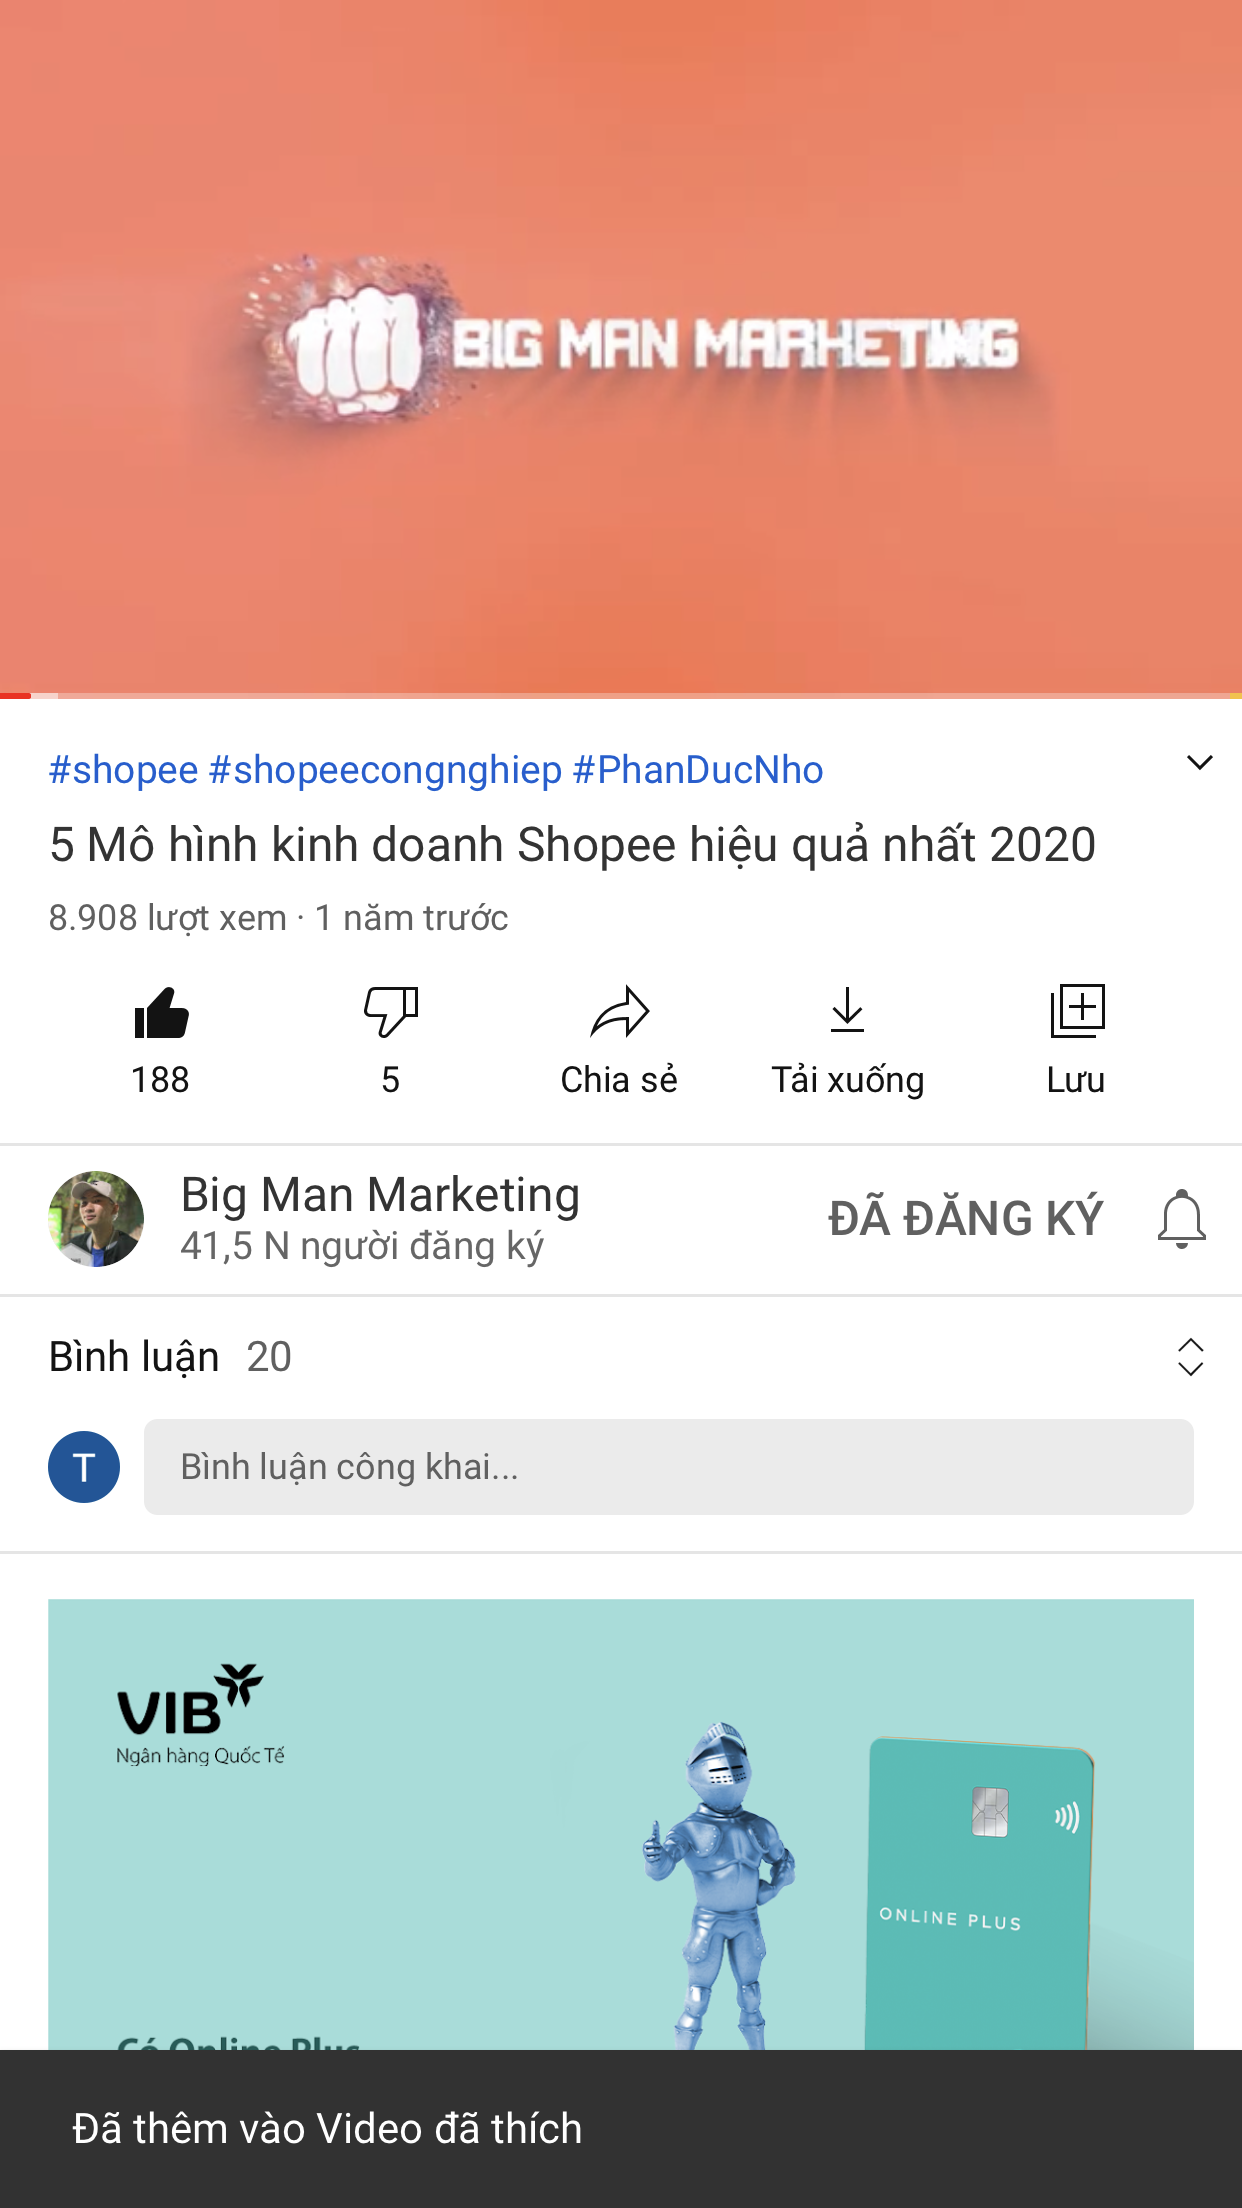 BIG MAN MARKETING
#shopee #shopeecongnghiep #PhanDucNho
5 Mô hình kinh doanh Shopee hiệu quả nhất 2020
8.908 lượt xem · 1 năm trước
188
5
Chia sẻ
Tải xuống
Lưu
Big Man Marketing
41,5 N người đăng ký
ĐÃ ĐĂNG KÝ
Bình luận 20
T
Bình luận công khai...
VIB
Ngân hàng Quốc Tế
ONLINE PLUS
Có Online Plus
Đã thêm vào Video đã thích